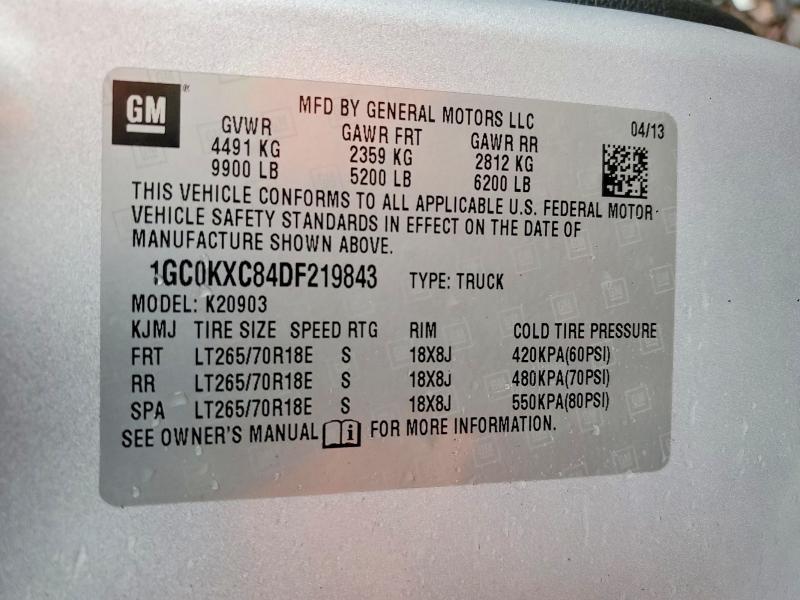 GM®
MFD BY GENERAL MOTORS LLC
04/13
GVWR GAWR FRT GAWR RR
4491 KG 2359 KG 2812 KG
9900 LB 5200 LB 6200 LB
THIS VEHICLE CONFORMS TO ALL APPLICABLE U.S. FEDERAL MOTOR
VEHICLE SAFETY STANDARDS IN EFFECT ON THE DATE OF
MANUFACTURE SHOWN ABOVE.
1GC0KXC84DF219843 TYPE: TRUCK
MODEL: K20903
KJMJ TIRE SIZE SPEED RTG RIM COLD TIRE PRESSURE
FRT LT265/70R18E S 18X8J 420KPA(60PSI)
RR LT265/70R18E S 18X8J 480KPA(70PSI)
SPA LT265/70R18E S 18X8J 550KPA(80PSI)
SEE OWNER'S MANUAL i FOR MORE INFORMATION.